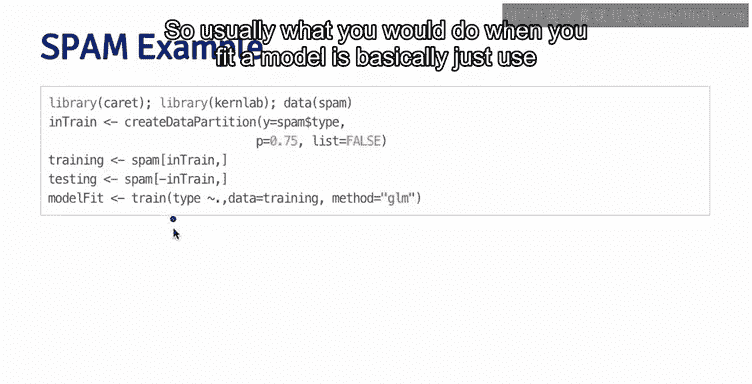 So usually what you would do when you
SPAM Example
fit a model is basically just use
library(caret); library(kernlab); data(spam)
inTrain <- createDataPartition(y=spam$type,
p=0.75, list=FALSE)
training <- spam[inTrain,]
testing <- spam[-inTrain,]
modelFit <- train(type ~.,data=training, method="glm")